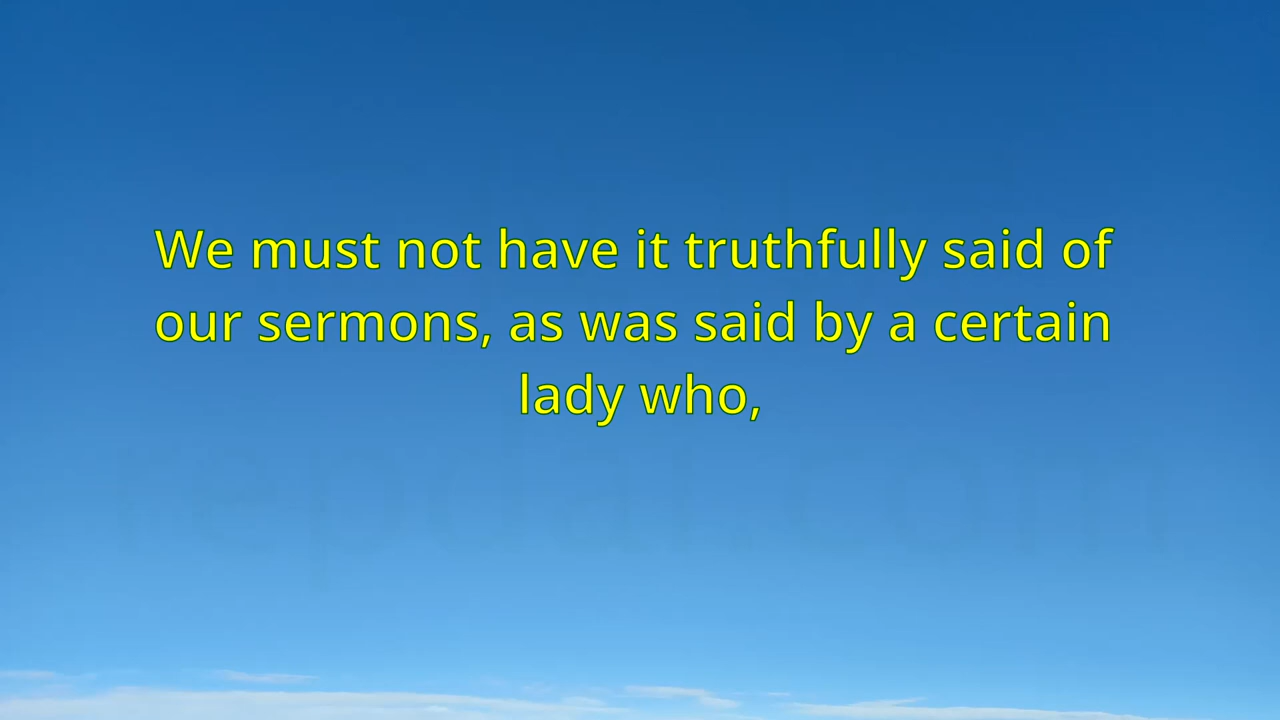 We must not have it truthfully said of
our sermons, as was said by a certain
lady who,